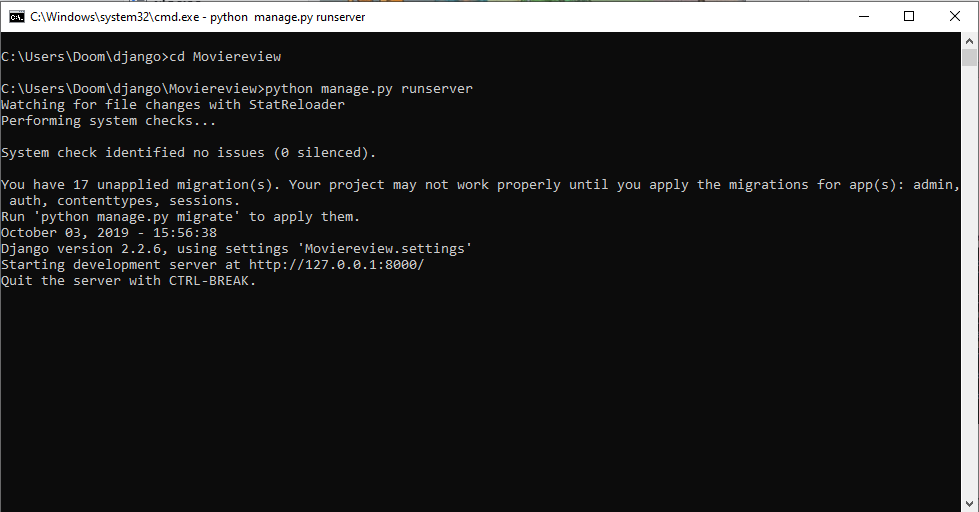 C:\Windows\system32\cmd.exe - python  manage.py runserver
C:\Users\Doom\django>cd Moviereview
C:\Users\Doom\django\Moviereview>python manage.py runserver
Watching for file changes with StatReloader
Performing system checks...
System check identified no issues (0 silenced).
You have 17 unapplied migration(s). Your project may not work properly until you apply the migrations for app(s): admin,
 auth, contenttypes, sessions.
Run 'python manage.py migrate' to apply them.
October 03, 2019 - 15:56:38
Django version 2.2.6, using settings 'Moviereview.settings'
Starting development server at http://127.0.0.1:8000/
Quit the server with CTRL-BREAK.